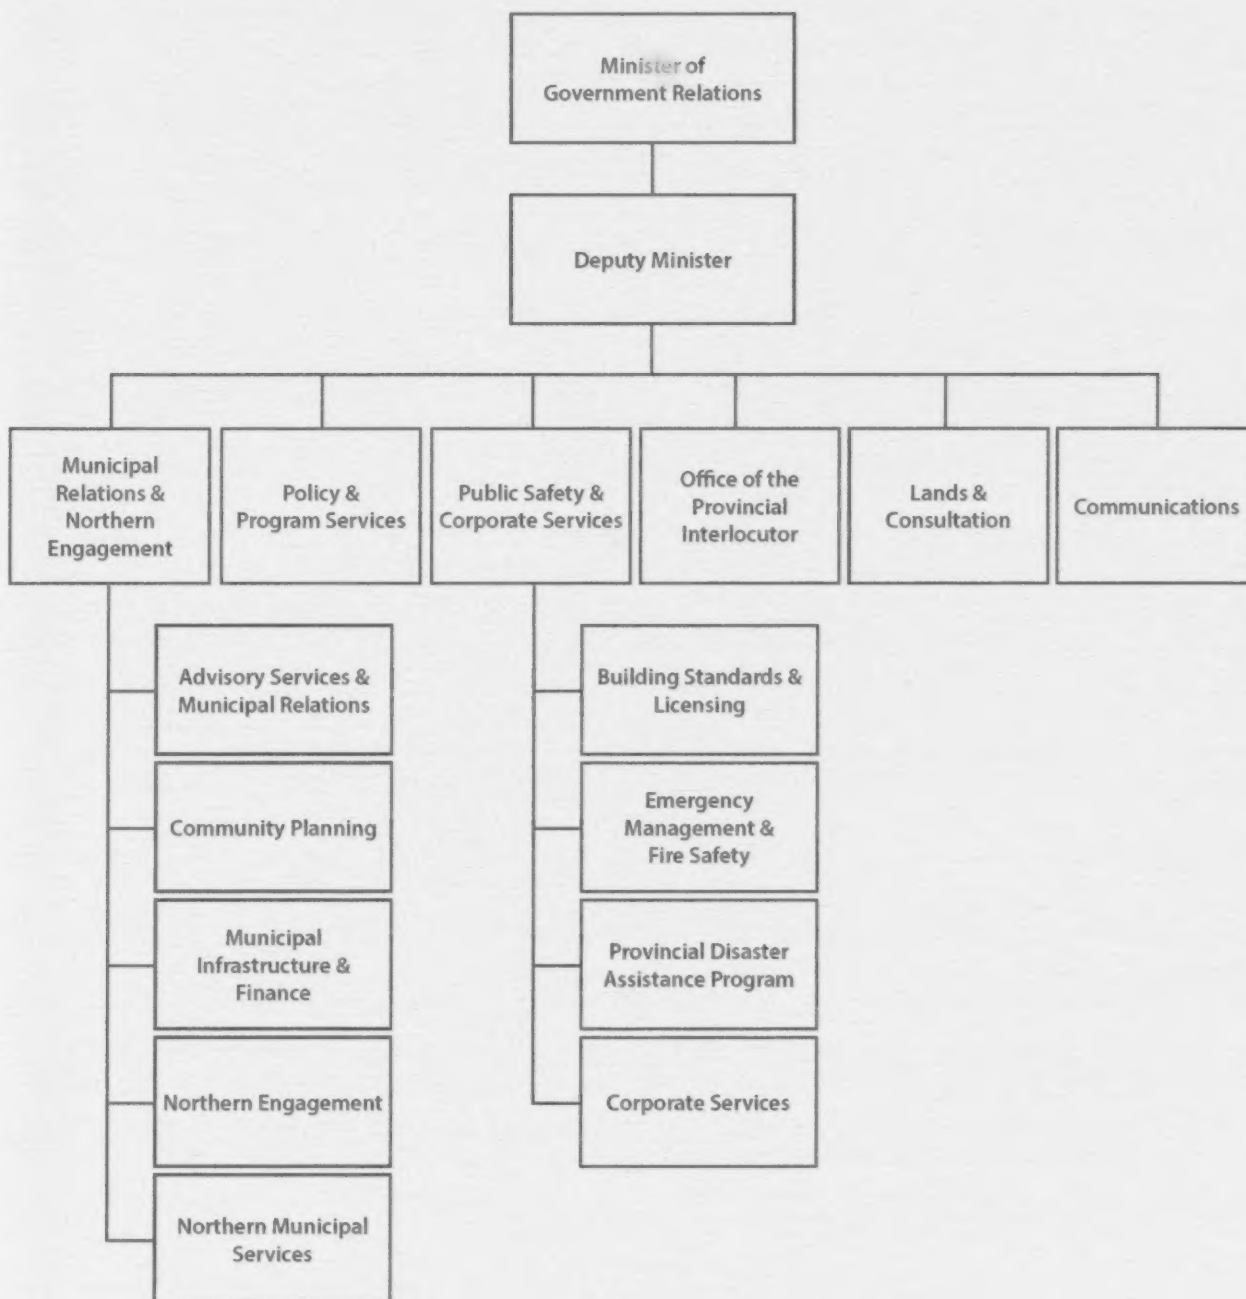 Minister of
Government Relations
Deputy Minister
Municipal
Relations &
Northern
Engagement
Policy &
Program Services
Public Safety &
Corporate Services
Office of the
Provincial
Interlocutor
Lands &
Consultation
Communications
Advisory Services &
Municipal Relations
Community Planning
Municipal
Infrastructure &
Finance
Northern Engagement
Northern Municipal
Services
Building Standards &
Licensing
Emergency
Management &
Fire Safety
Provincial Disaster
Assistance Program
Corporate Services